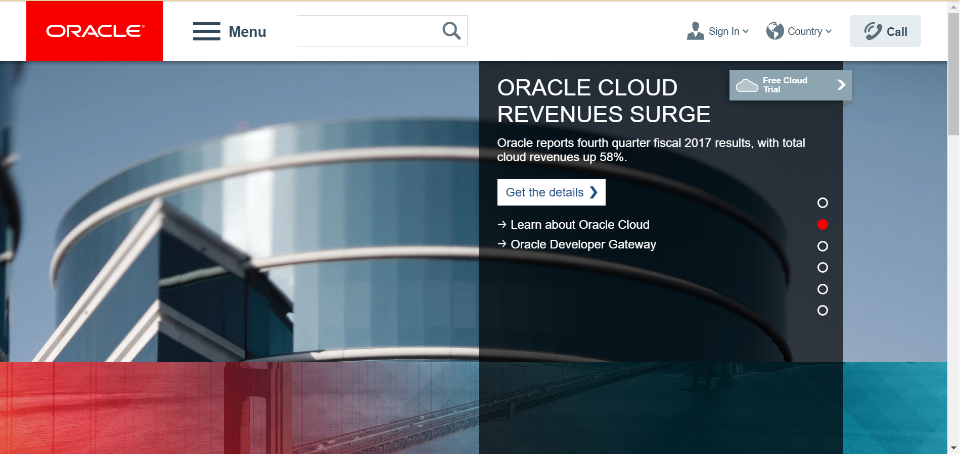 ORACLE
Menu
Sign In
Country
Call
Free Cloud
Trial
ORACLE CLOUD
REVENUES SURGE
Oracle reports fourth quarter fiscal 2017 results, with total
cloud revenues up 58%.
Get the details
Learn about Oracle Cloud
Oracle Developer Gateway